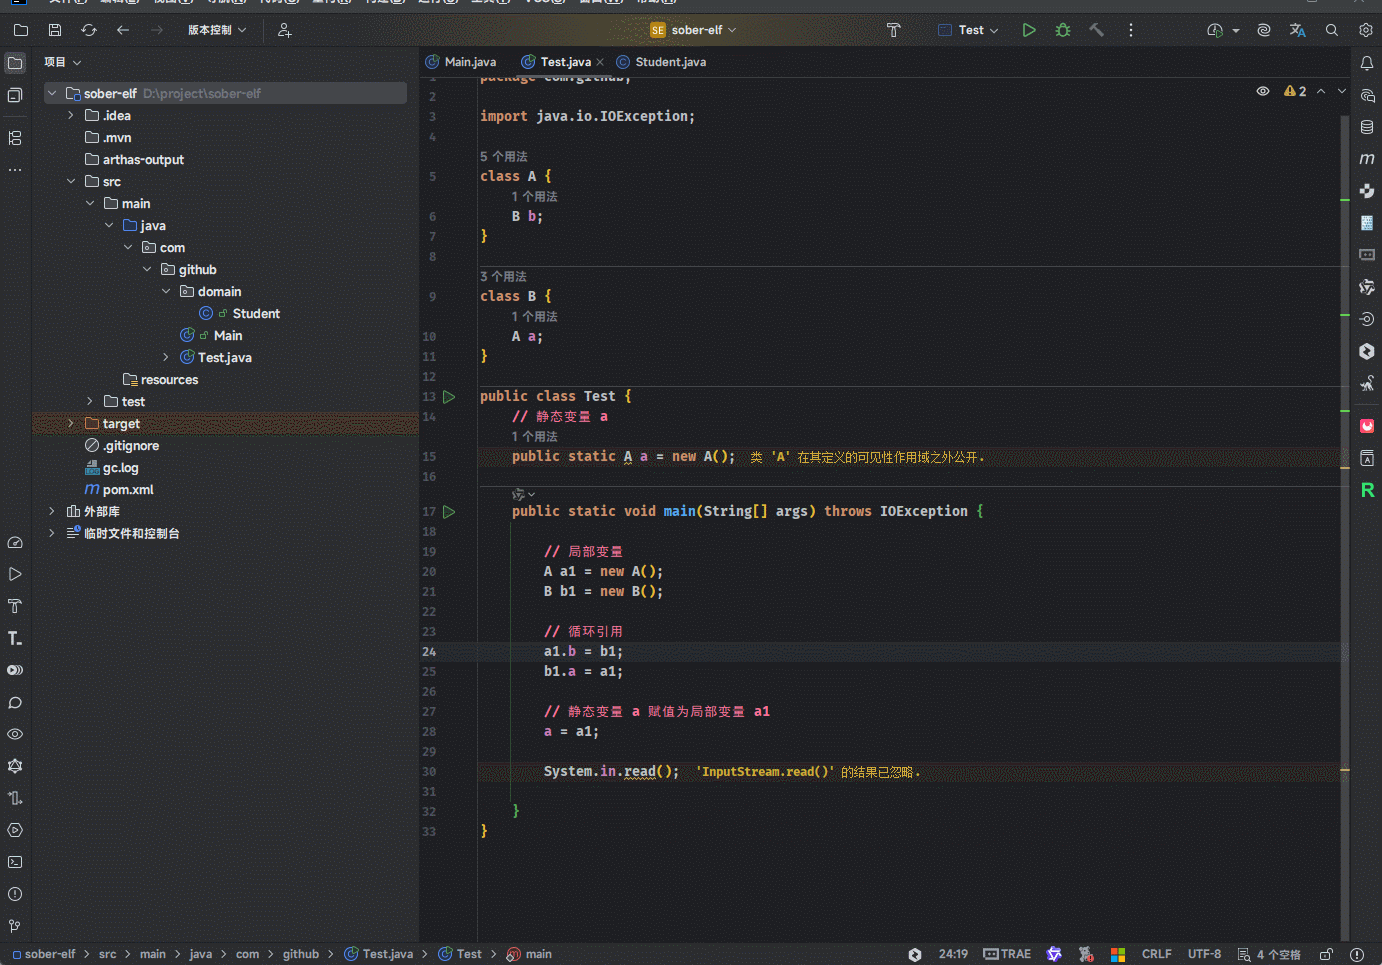 版本控制
SE sober-elf
Test
项目
Main.java
Test.java
Student.java
sober-elf D:\project\sober-elf
.idea
.mvn
arthas-output
src
main
java
com
github
domain
Student
Main
Test.java
resources
test
target
.gitignore
gc.log
pom.xml
外部库
临时文件和控制台
2
1 package com.github;
2
3 import java.io.IOException;
4
5 个用法
5 class A {
1 个用法
6 B b;
7 }
8
3 个用法
9 class B {
1 个用法
10 A a;
11 }
12
13 public class Test {
14 // 静态变量 a
1 个用法
15 public static A a = new A(); 类 'A' 在其定义的可见性作用域之外公开.
16
17 public static void main(String[] args) throws IOException {
18
19 // 局部变量
20 A a1 = new A();
21 B b1 = new B();
22
23 // 循环引用
24 a1.b = b1;
25 b1.a = a1;
26
27 // 静态变量 a 赋值为局部变量 a1
28 a = a1;
29
30 System.in.read(); 'InputStream.read()' 的结果已忽略.
31
32 }
33 }
sober-elf > src > main > java > com > github > Test.java > Test > main
24:19 TRAE CRLF UTF-8 4 个空格